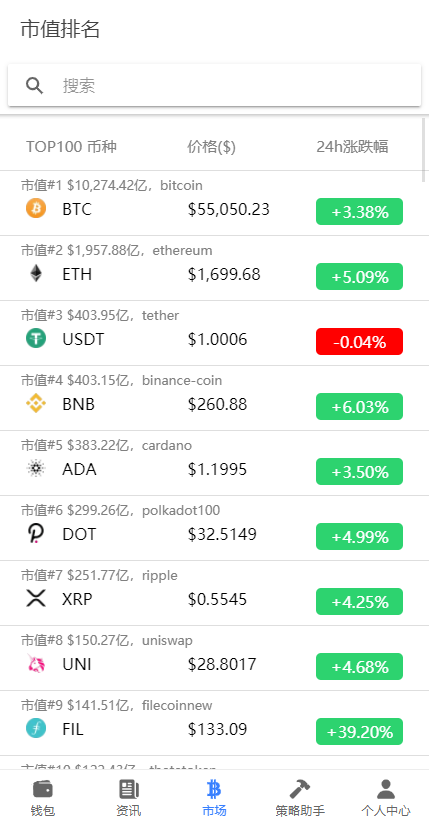 市值排名
搜索
TOP100 币种 价格($) 24h涨跌幅
市值#1 $10,274.42亿，bitcoin
BTC $55,050.23 +3.38%
市值#2 $1,957.88亿，ethereum
ETH $1,699.68 +5.09%
市值#3 $403.95亿，tether
USDT $1.0006 -0.04%
市值#4 $403.15亿，binance-coin
BNB $260.88 +6.03%
市值#5 $383.22亿，cardano
ADA $1.1995 +3.50%
市值#6 $299.26亿，polkadot100
DOT $32.5149 +4.99%
市值#7 $251.77亿，ripple
XRP $0.5545 +4.25%
市值#8 $150.27亿，uniswap
UNI $28.8017 +4.68%
市值#9 $141.51亿，filecoinnew
FIL $133.09 +39.20%
钱包 资讯 市场 策略助手 个人中心